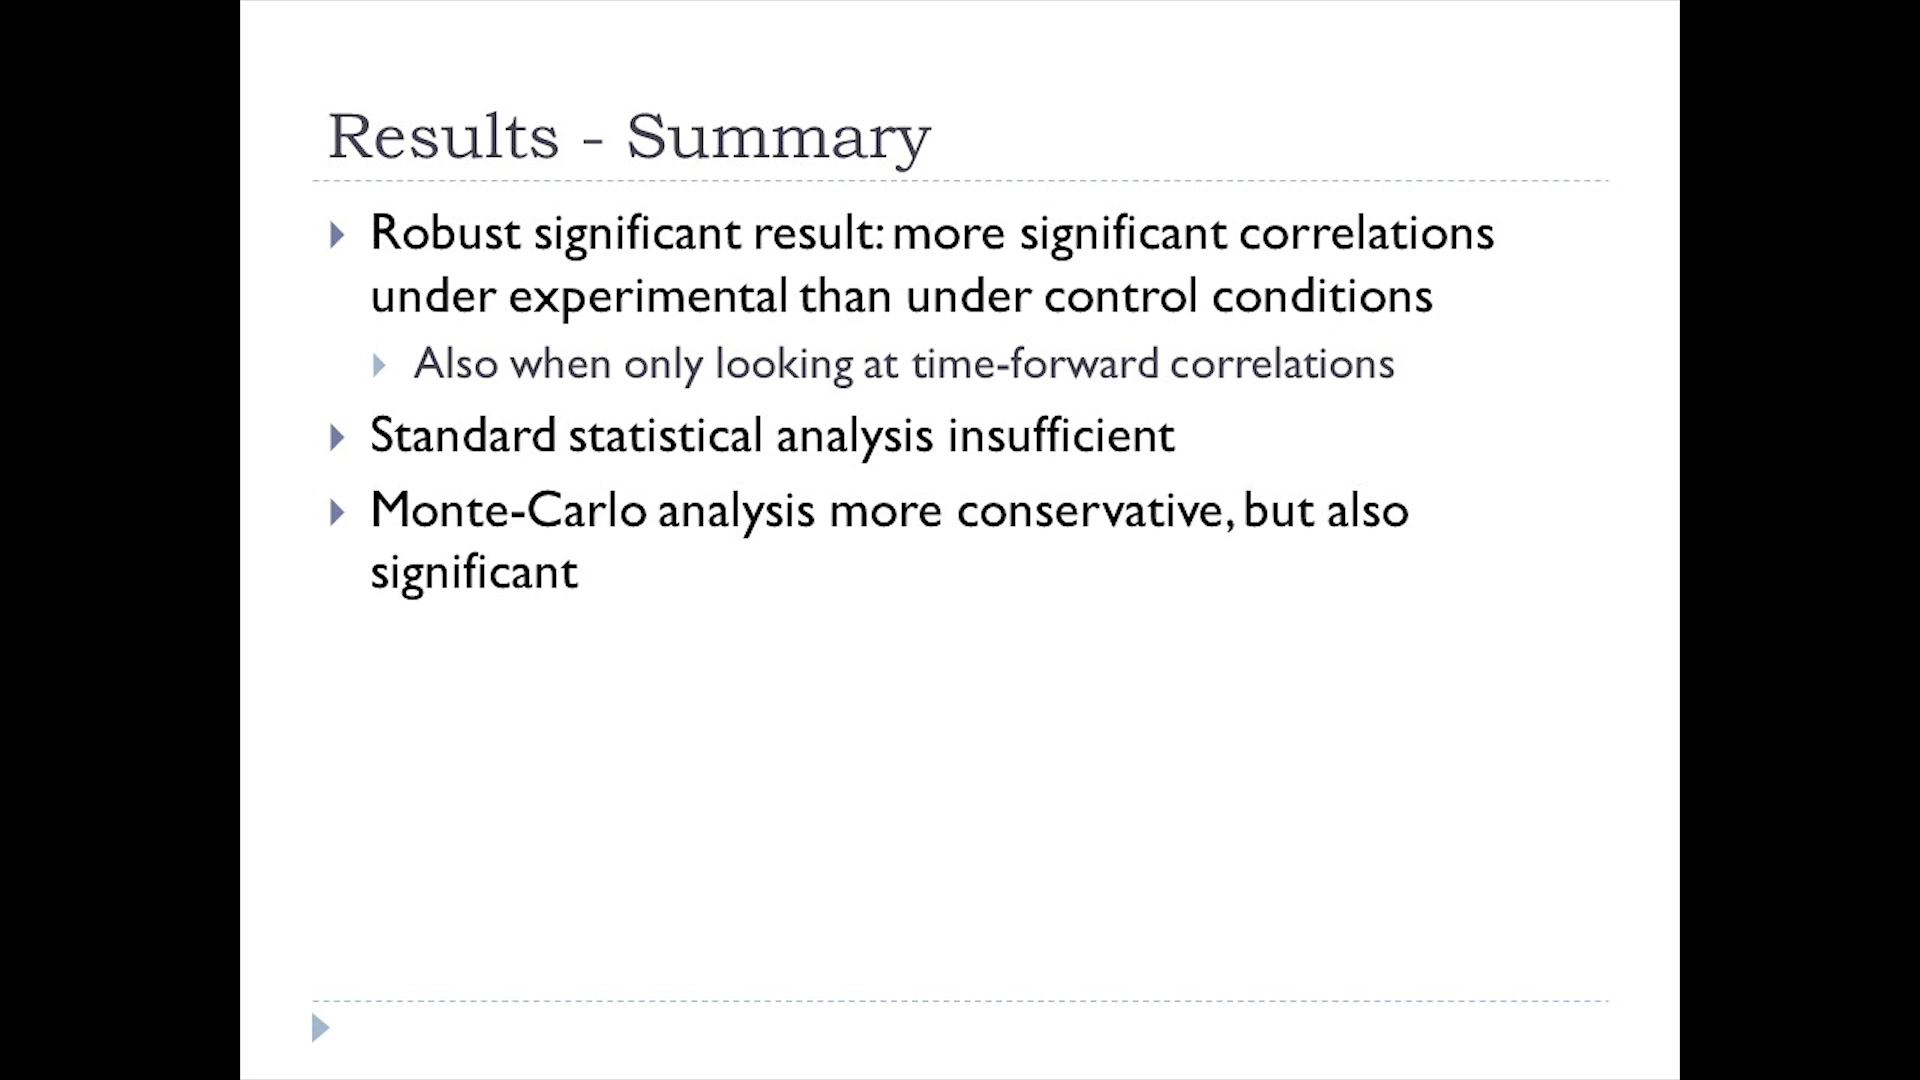 Results - Summary
Robust significant result: more significant correlations
under experimental than under control conditions
Also when only looking at time-forward correlations
Standard statistical analysis insufficient
Monte-Carlo analysis more conservative, but also
significant